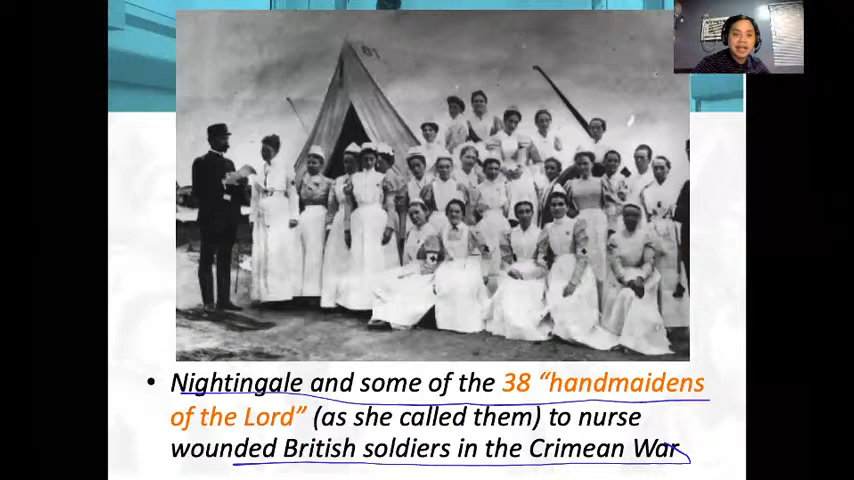 • Nightingale and some of the 38 “handmaidens
of the Lord” (as she called them) to nurse
wounded British soldiers in the Crimean War